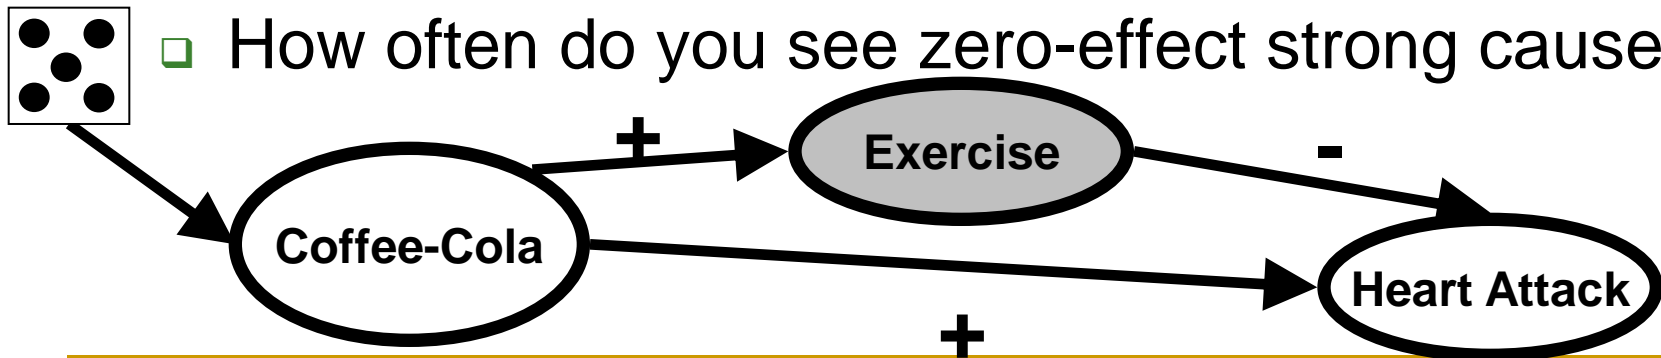 How often do you see zero-effect strong cause
+
Exercise
-
Coffee-Cola
Heart Attack
+